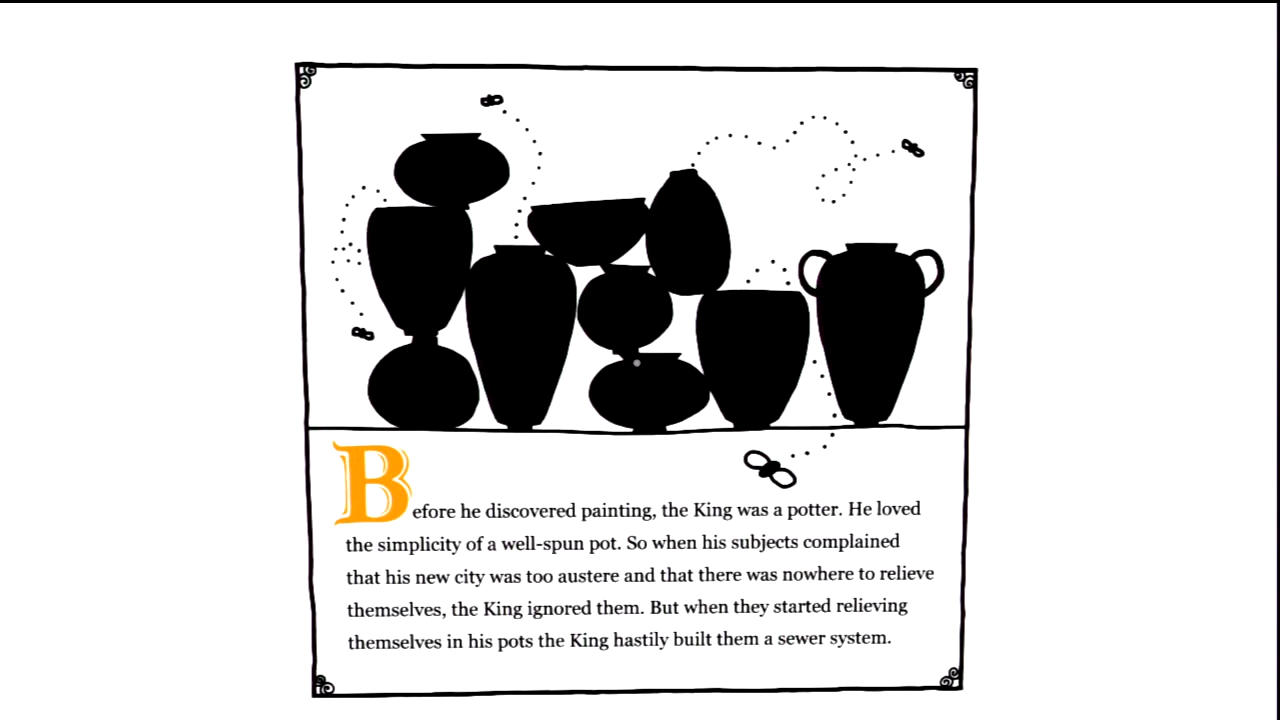 Before he discovered painting, the King was a potter. He loved
the simplicity of a well-spun pot. So when his subjects complained
that his new city was too austere and that there was nowhere to relieve
themselves, the King ignored them. But when they started relieving
themselves in his pots the King hastily built them a sewer system.